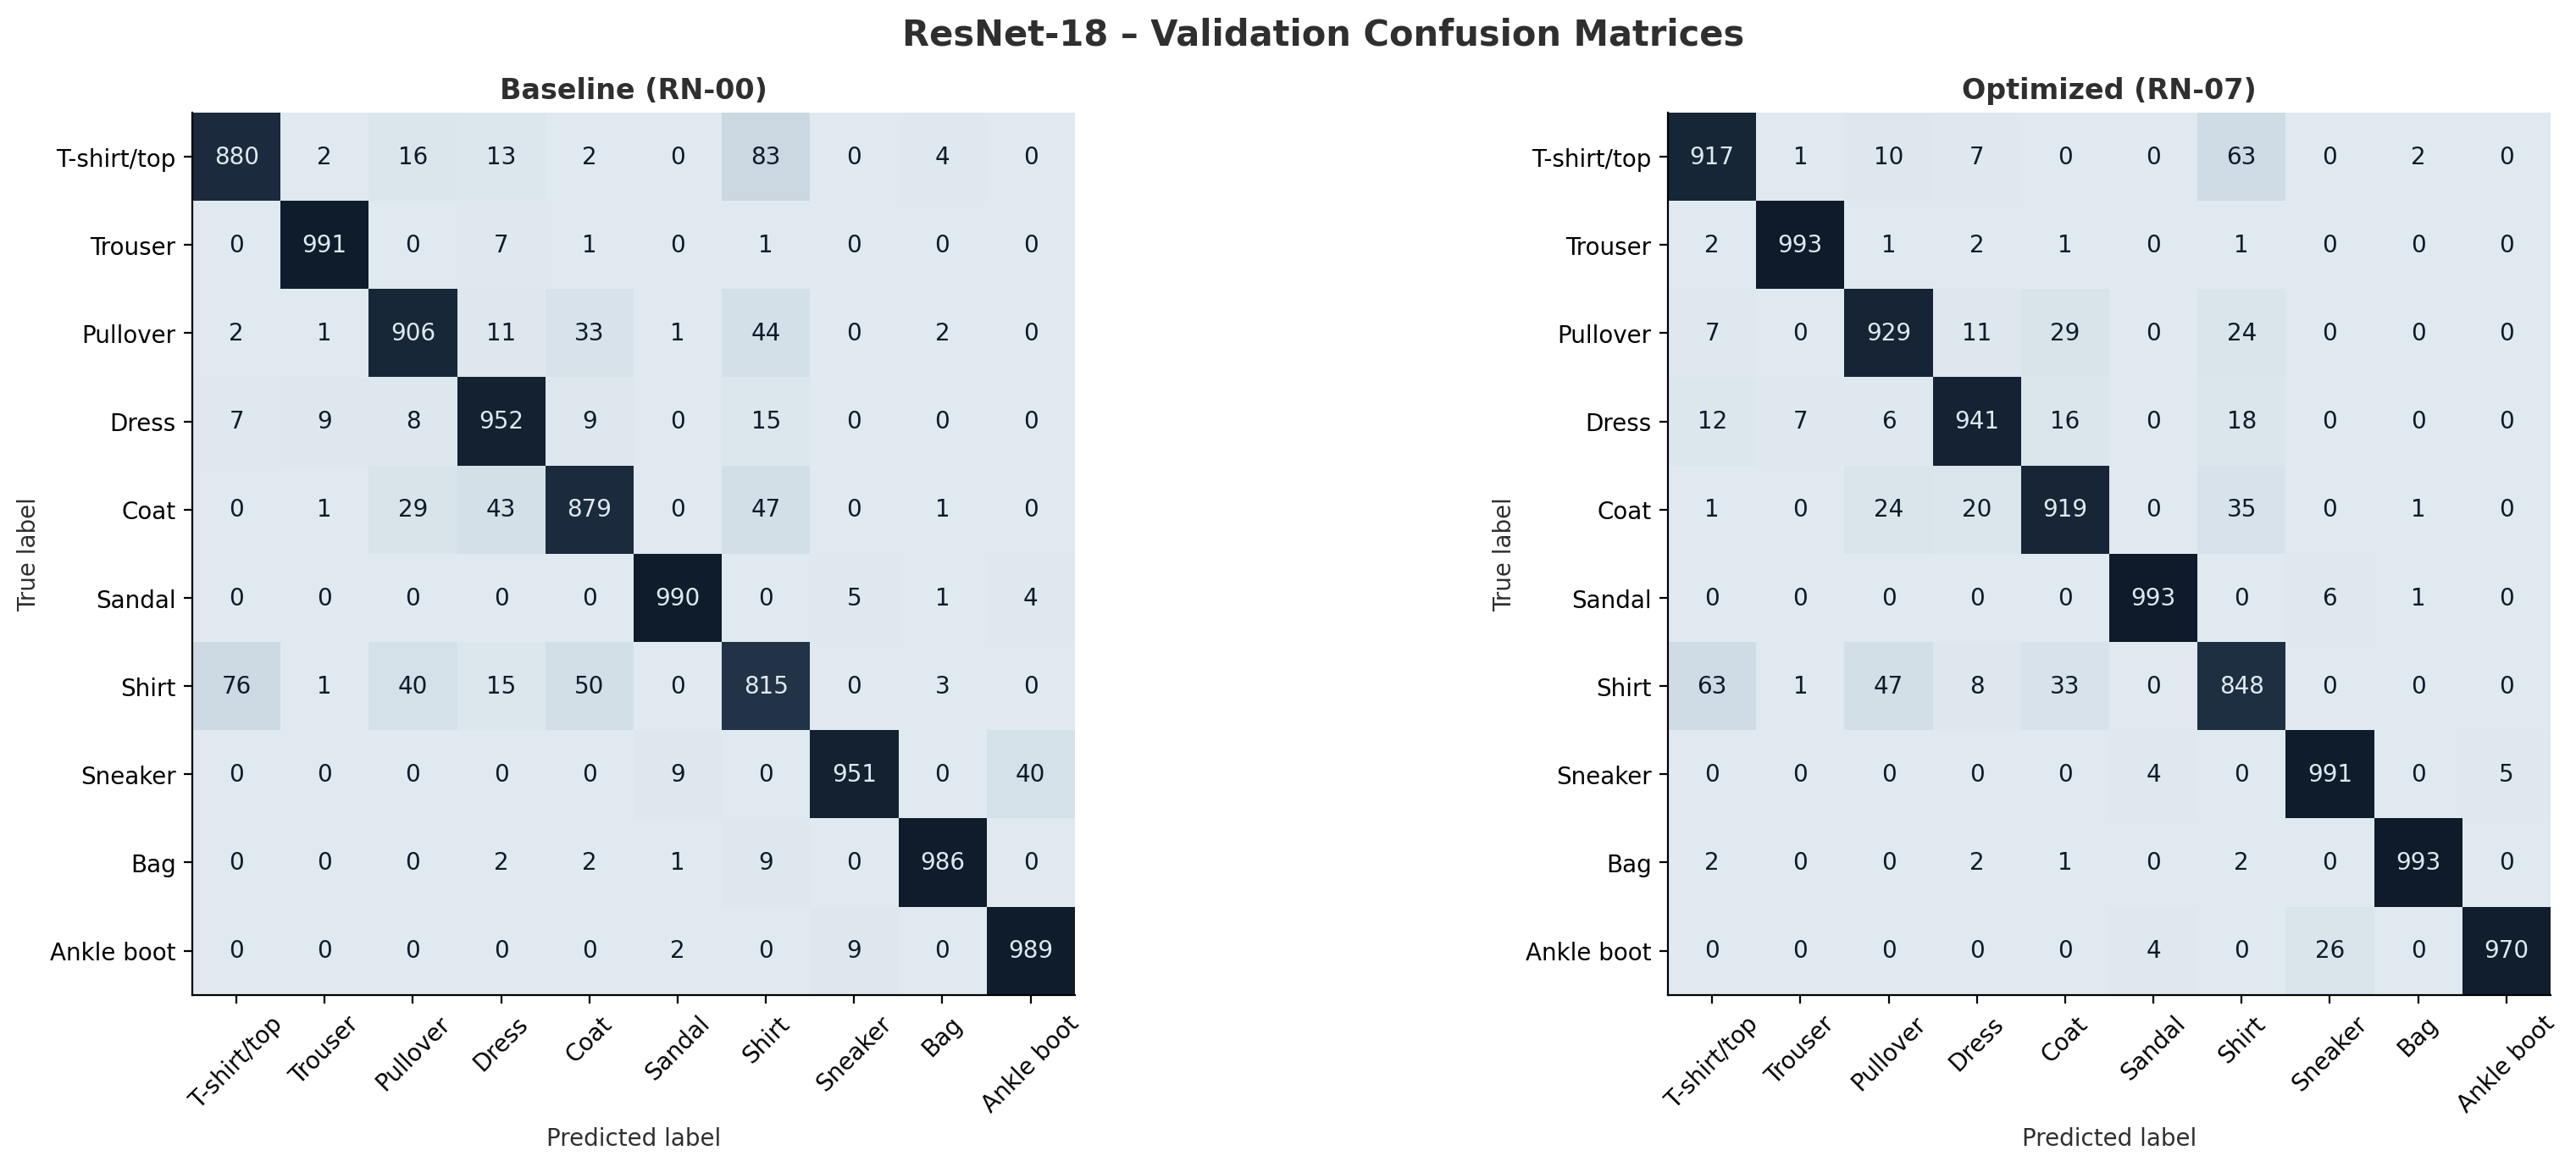 ResNet-18 – Validation Confusion Matrices
Baseline (RN-00)
True label
T-shirt/top 880 2 16 13 2 0 83 0 4 0
Trouser 0 991 0 7 1 0 1 0 0 0
Pullover 2 1 906 11 33 1 44 0 2 0
Dress 7 9 8 952 9 0 15 0 0 0
Coat 0 1 29 43 879 0 47 0 1 0
Sandal 0 0 0 0 0 990 0 5 1 4
Shirt 76 1 40 15 50 0 815 0 3 0
Sneaker 0 0 0 0 0 9 0 951 0 40
Bag 0 0 0 2 2 1 9 0 986 0
Ankle boot 0 0 0 0 0 2 0 9 0 989
T-shirt/top Trouser Pullover Dress Coat Sandal Shirt Sneaker Bag Ankle boot
Predicted label
Optimized (RN-07)
True label
T-shirt/top 917 1 10 7 0 0 63 0 2 0
Trouser 2 993 1 2 1 0 1 0 0 0
Pullover 7 0 929 11 29 0 24 0 0 0
Dress 12 7 6 941 16 0 18 0 0 0
Coat 1 0 24 20 919 0 35 0 1 0
Sandal 0 0 0 0 0 993 0 6 1 0
Shirt 63 1 47 8 33 0 848 0 0 0
Sneaker 0 0 0 0 0 4 0 991 0 5
Bag 2 0 0 2 1 0 2 0 993 0
Ankle boot 0 0 0 0 0 4 0 26 0 970
T-shirt/top Trouser Pullover Dress Coat Sandal Shirt Sneaker Bag Ankle boot
Predicted label